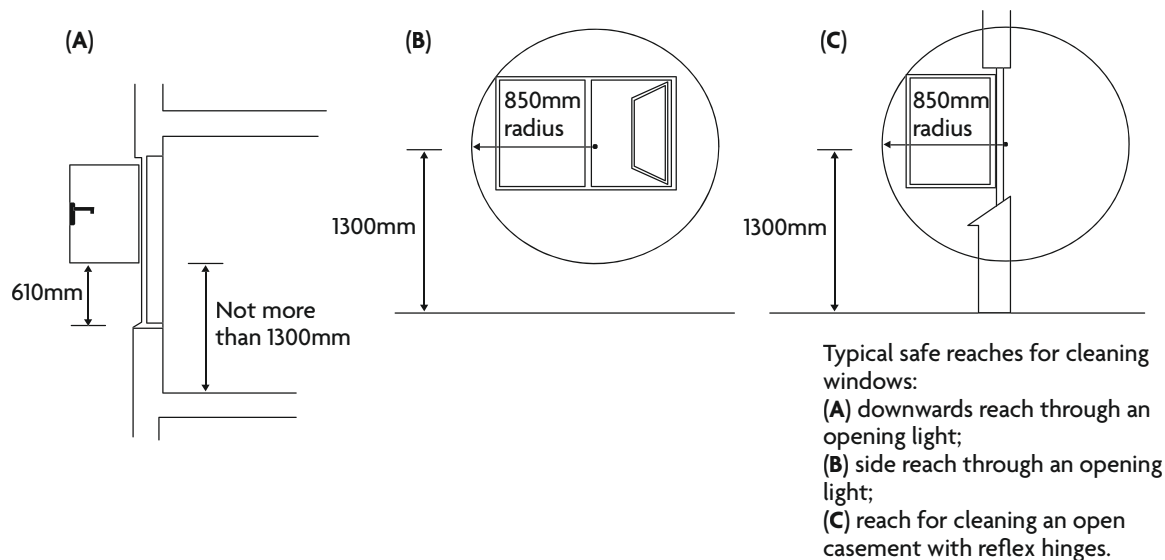 (A)
(B)
(C)
850mm
radius
850mm
radius
1300mm
1300mm
610mm
Not more
than 1300mm
Typical safe reaches for cleaning
windows:
(A) downwards reach through an
opening light;
(B) side reach through an opening
light;
(C) reach for cleaning an open
casement with reflex hinges.